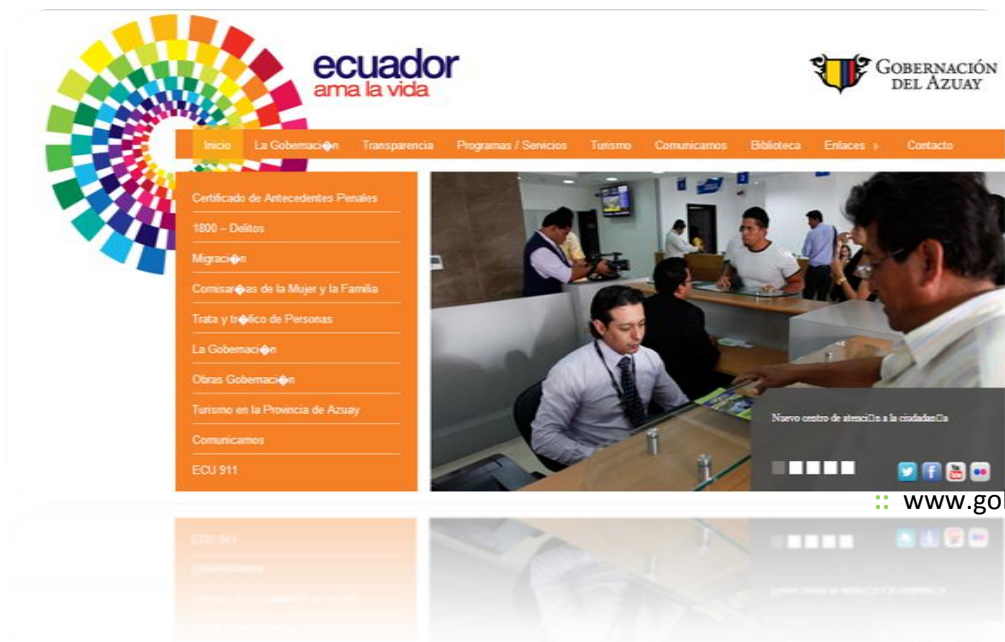 ecuador
ama la vida
GOBERNACIÓN
DEL AZUAY
Inicio La Gobernaci�n Transparencia Programas / Servicios Turismo Comunicamos Biblioteca Enlaces Contacto
Certificado de Antecedentes Penales
1800 – Delitos
Migraci�n
Comisar�as de la Mujer y la Familia
Trata y tr�fico de Personas
La Gobernaci�n
Obras Gobernaci�n
Turismo en la Provincia de Azuay
Comunicamos
ECU 911
Nuevo centro de atenci□n a la ciudadan□a
:: www.gol